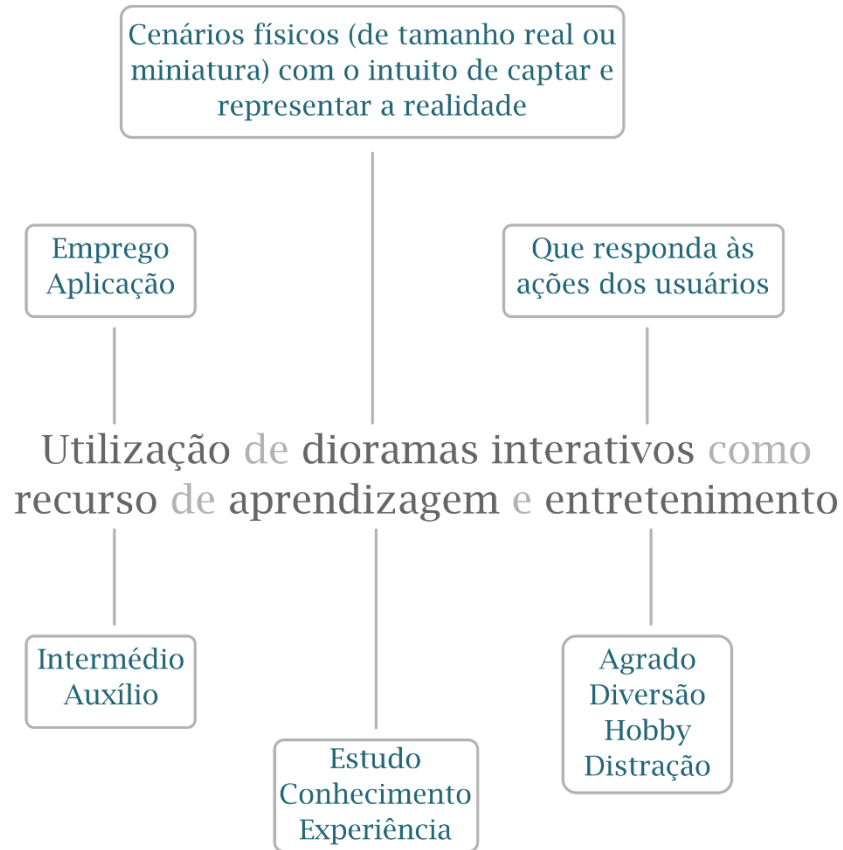 Cenários físicos (de tamanho real ou
miniatura) com o intuito de captar e
representar a realidade
Emprego
Aplicação
Que responda às
ações dos usuários
Utilização de dioramas interativos como
recurso de aprendizagem e entretenimento
Intermédio
Auxílio
Estudo
Conhecimento
Experiência
Agrado
Diversão
Hobby
Distração